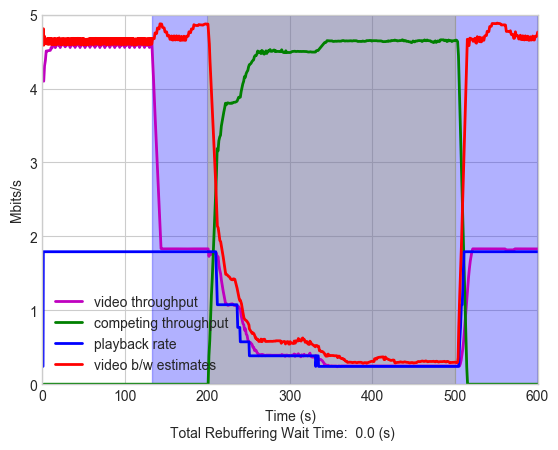 5
4
3
2
1
0
Mbits/s
video throughput
competing throughput
playback rate
video b/w estimates
0 100 200 300 400 500 600
Time (s)
Total Rebuffering Wait Time: 0.0 (s)